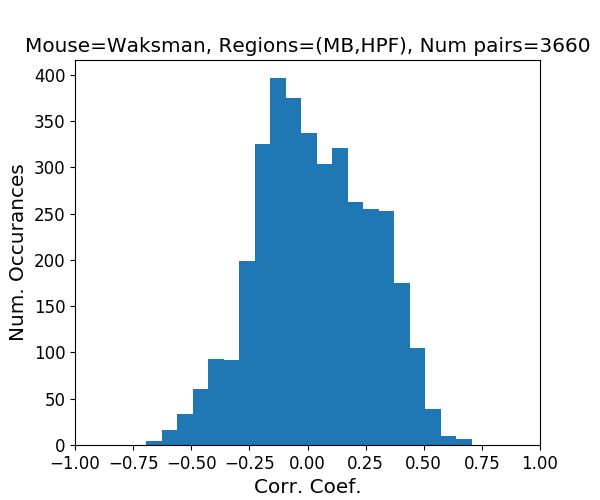 Mouse=Waksman, Regions=(MB,HPF), Num pairs=3660
400
350
300
250
200
150
100
50
0
Num. Occurances
−1.00 −0.75 −0.50 −0.25 0.00 0.25 0.50 0.75 1.00
Corr. Coef.